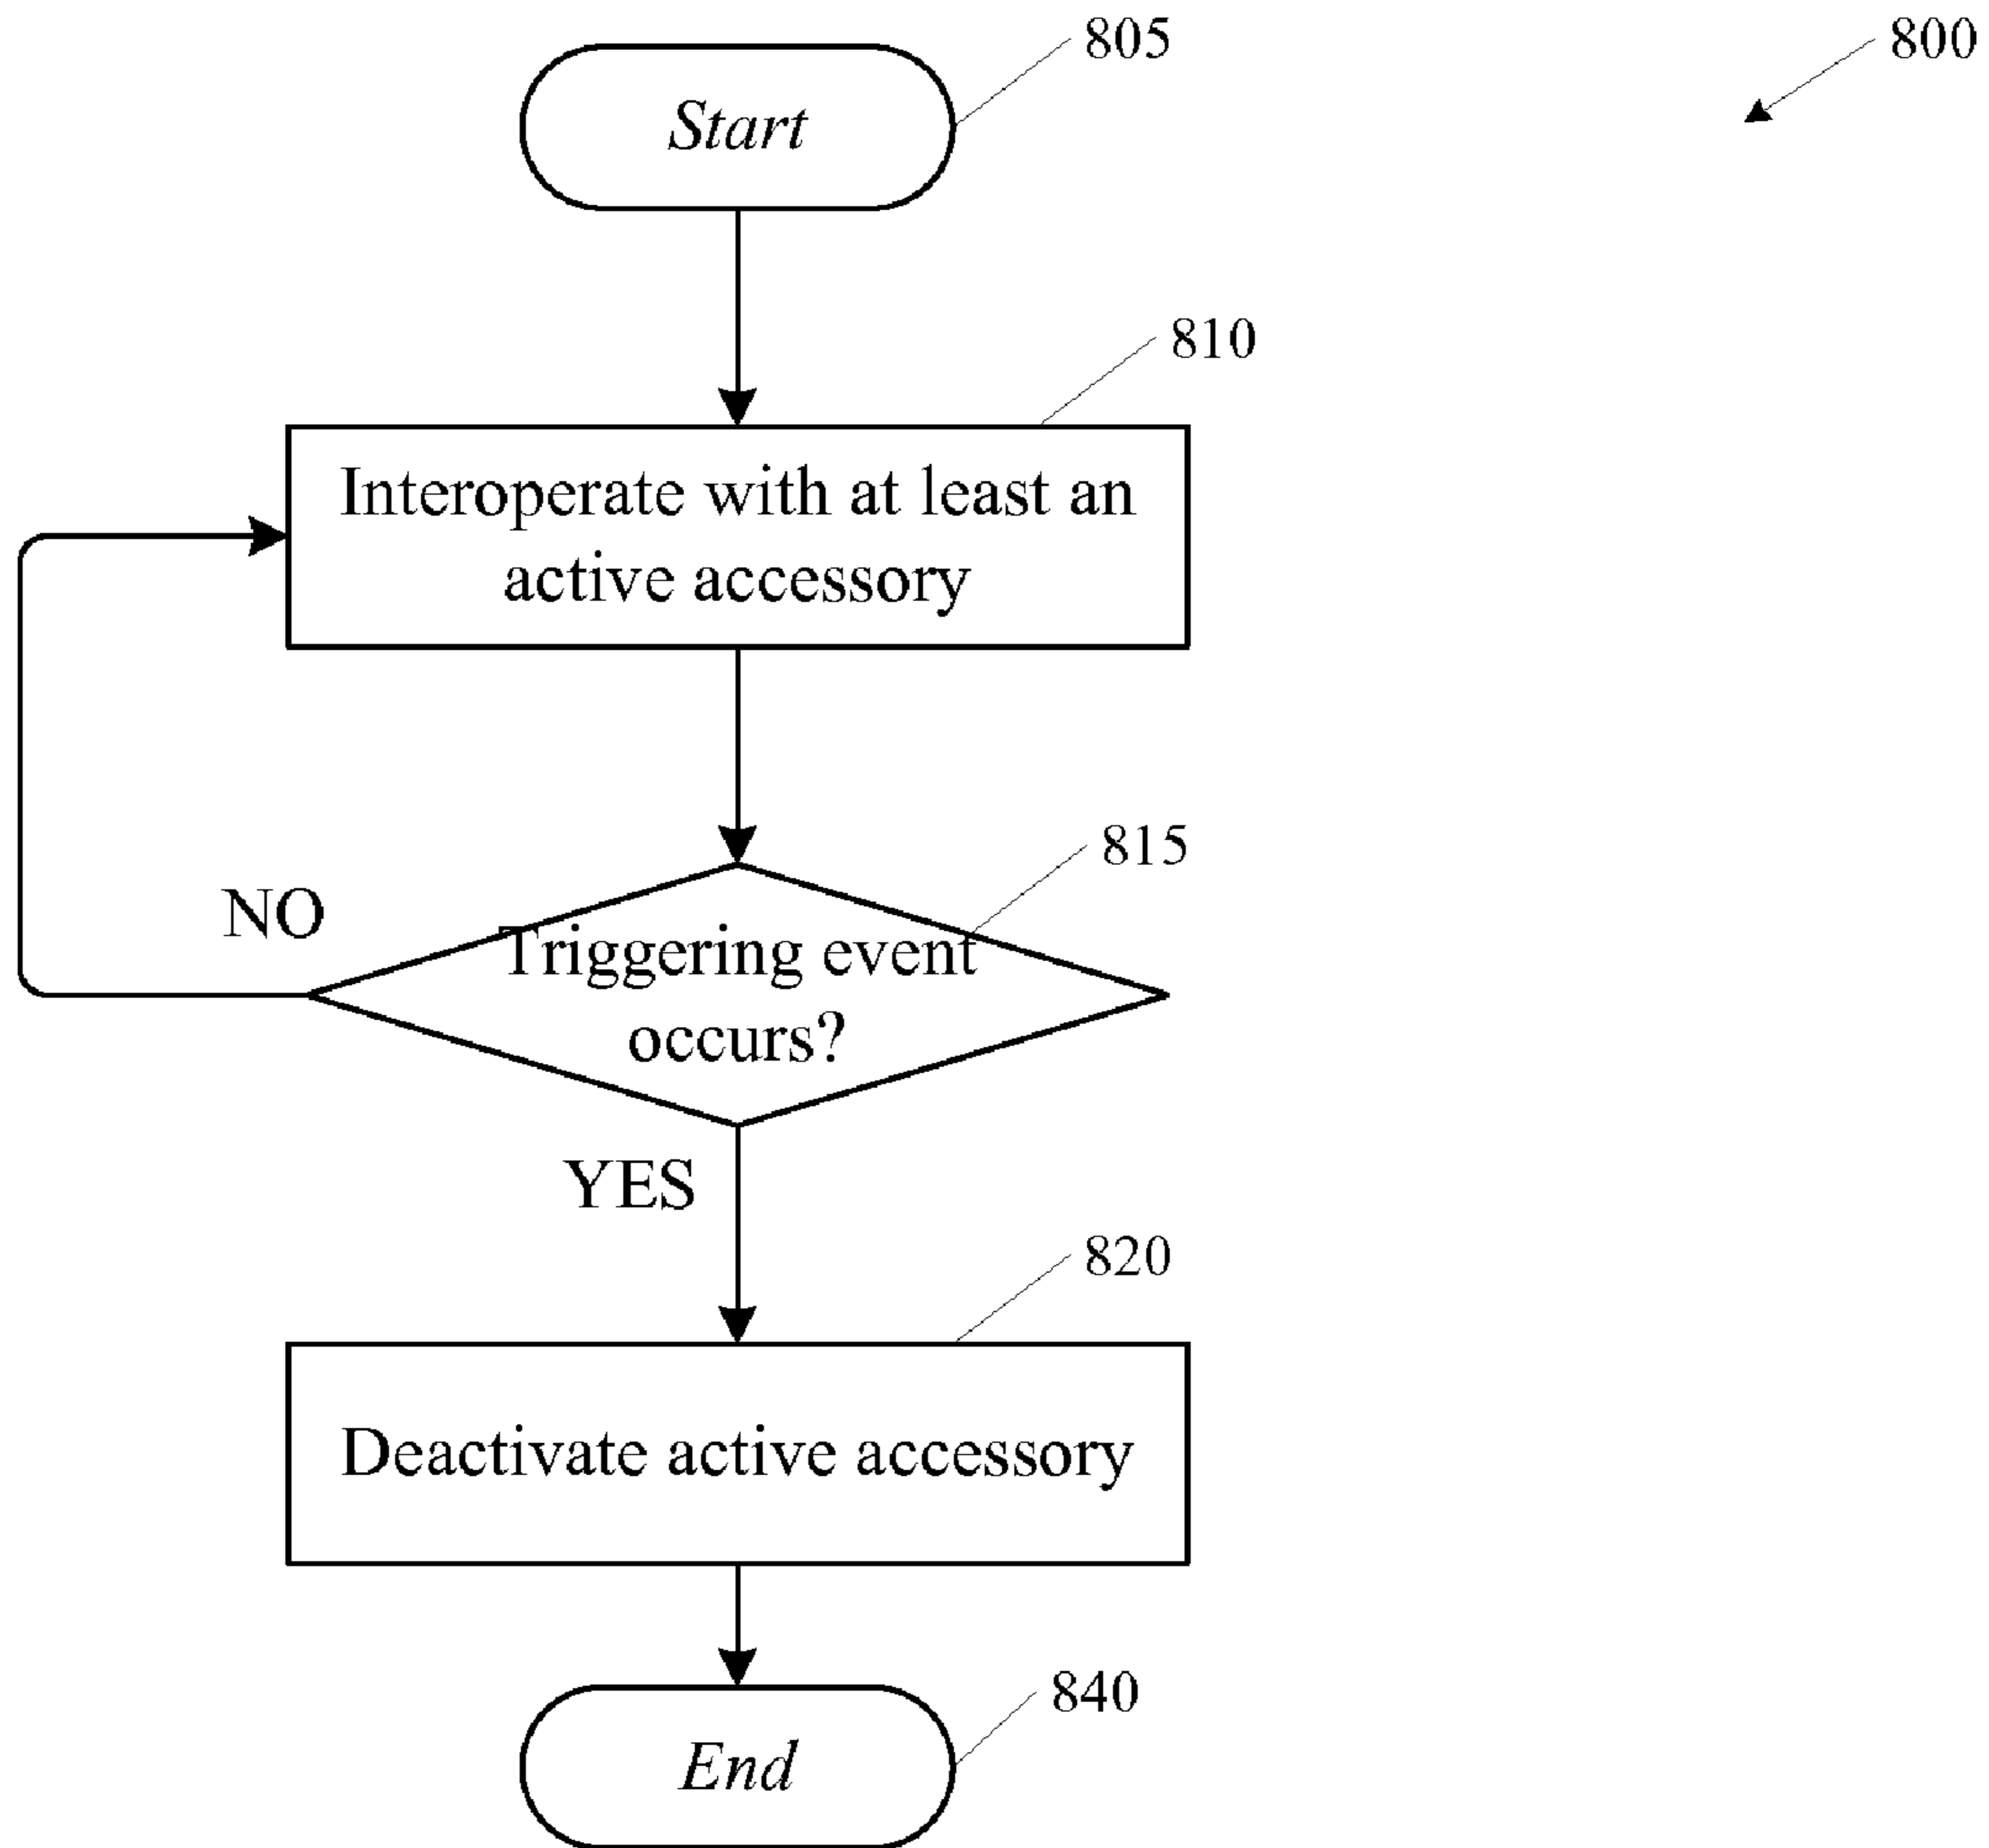 805
800
Start
810
Interoperate with at least an
active accessory
815
NO
Triggering event
occurs?
YES
820
Deactivate active accessory
840
End